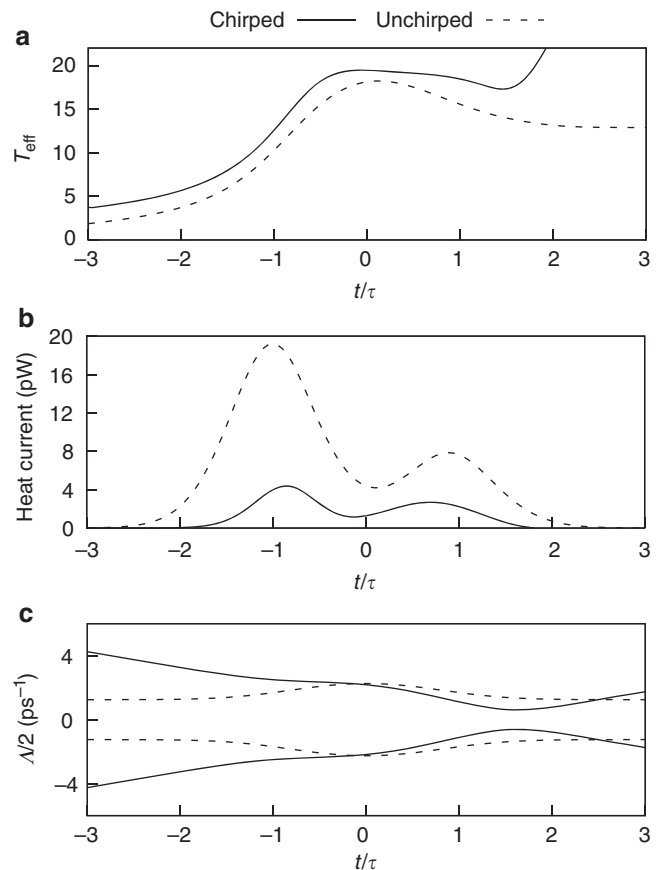 Chirped Unchirped
a
20
15
10
5
0
T_eff
–3 –2 –1 0 1 2 3
t/τ
b
20
16
12
8
4
0
Heat current (pW)
–3 –2 –1 0 1 2 3
t/τ
c
4
0
–4
Λ/2 (ps⁻¹)
–3 –2 –1 0 1 2 3
t/τ